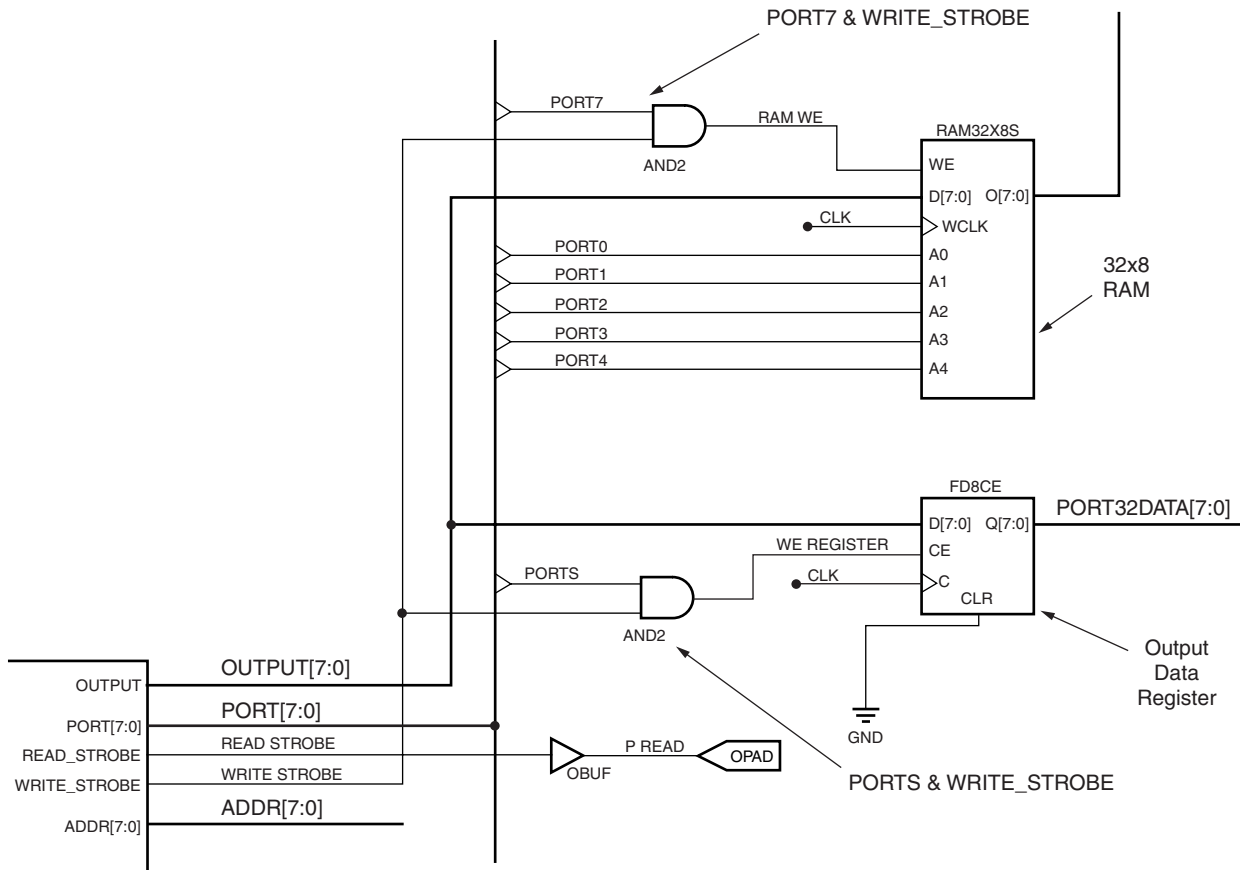 PORT7 & WRITE_STROBE
PORT7
RAM WE
AND2
RAM32X8S
WE
D[7:0] O[7:0]
CLK
WCLK
PORT0
A0
PORT1
A1
PORT2
A2
PORT3
A3
PORT4
A4
32x8
RAM
FD8CE
D[7:0] Q[7:0]
PORT32DATA[7:0]
WE REGISTER
CE
PORTS
CLK
C
CLR
AND2
Output
Data
Register
GND
OUTPUT
OUTPUT[7:0]
PORT[7:0]
PORT[7:0]
READ_STROBE
READ STROBE
P READ
OPAD
OBUF
WRITE_STROBE
WRITE STROBE
PORTS & WRITE_STROBE
ADDR[7:0]
ADDR[7:0]